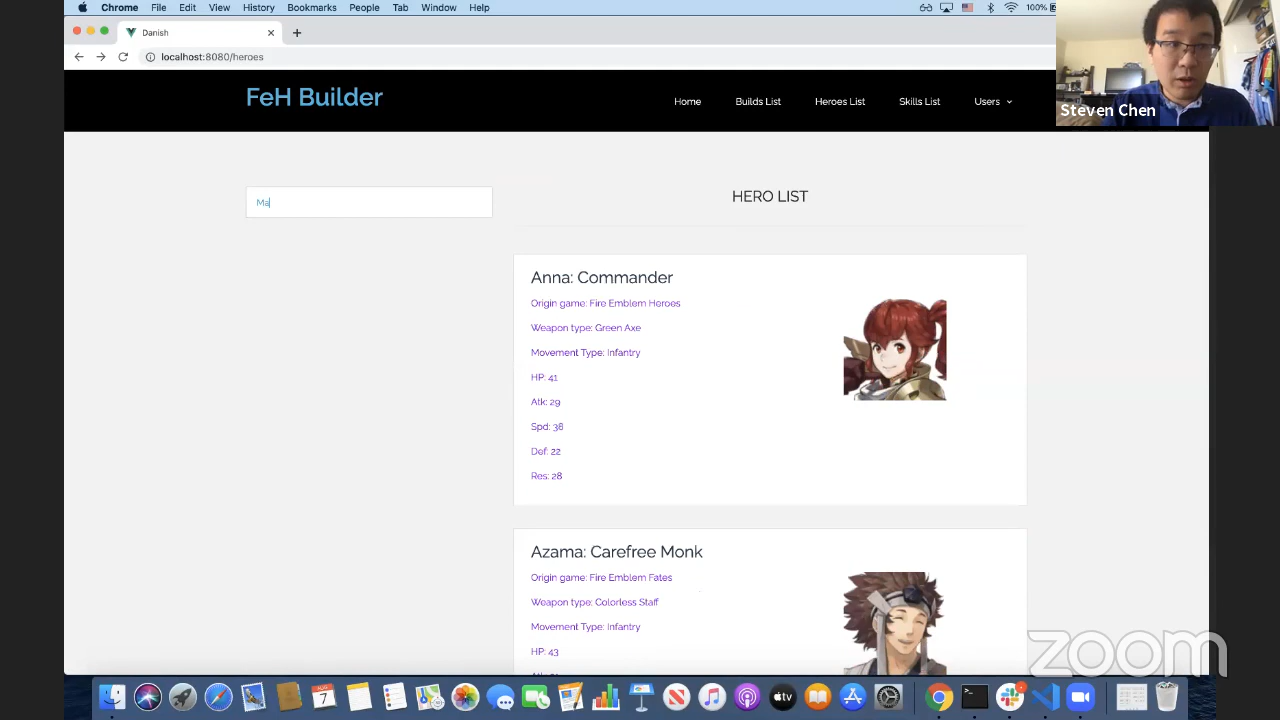 Chrome File Edit View History Bookmarks People Tab Window Help 100%
Danish
localhost:8080/heroes
FeH Builder
Home Builds List Heroes List Skills List Users
Steven Chen
Ma
HERO LIST
Anna: Commander
Origin game: Fire Emblem Heroes
Weapon type: Green Axe
Movement Type: Infantry
HP: 41
Atk: 29
Spd: 38
Def: 22
Res: 28
Azama: Carefree Monk
Origin game: Fire Emblem Fates
Weapon type: Colorless Staff
Movement Type: Infantry
HP: 43
zoom
7
tv